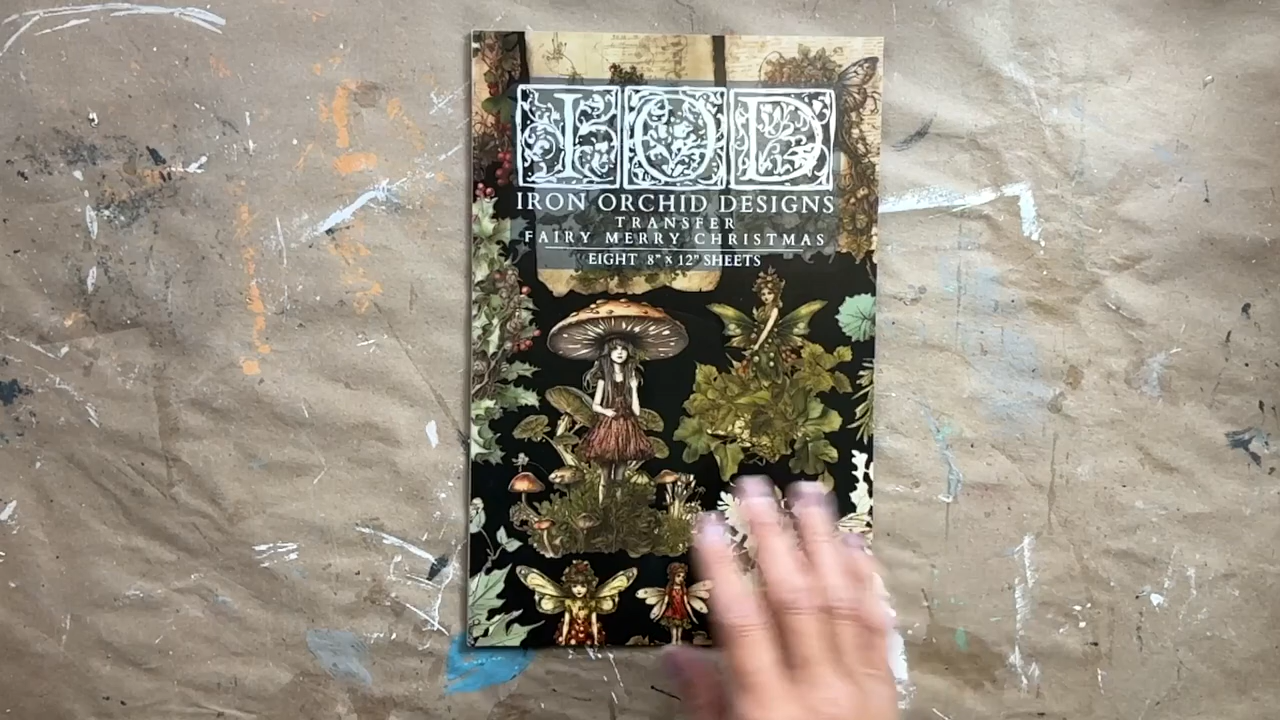 IOD
IRON ORCHID DESIGNS
TRANSFER
FAIRY MERRY CHRISTMAS
EIGHT 8" x 12" SHEETS